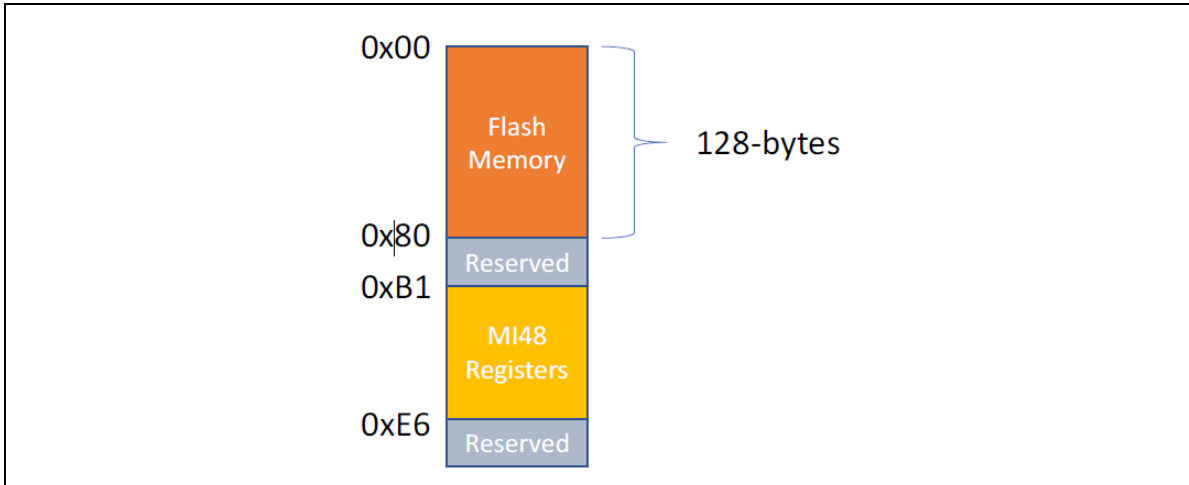 0x00
Flash
Memory
128-bytes
0x80
Reserved
0xB1
MI48
Registers
0xE6
Reserved